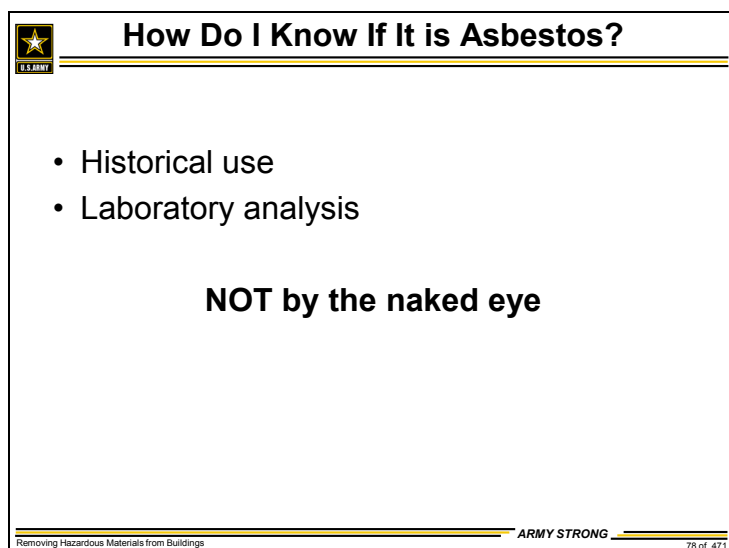 How Do I Know If It is Asbestos?
U.S.ARMY
• Historical use
• Laboratory analysis
NOT by the naked eye
ARMY STRONG
Removing Hazardous Materials from Buildings
78 of 471